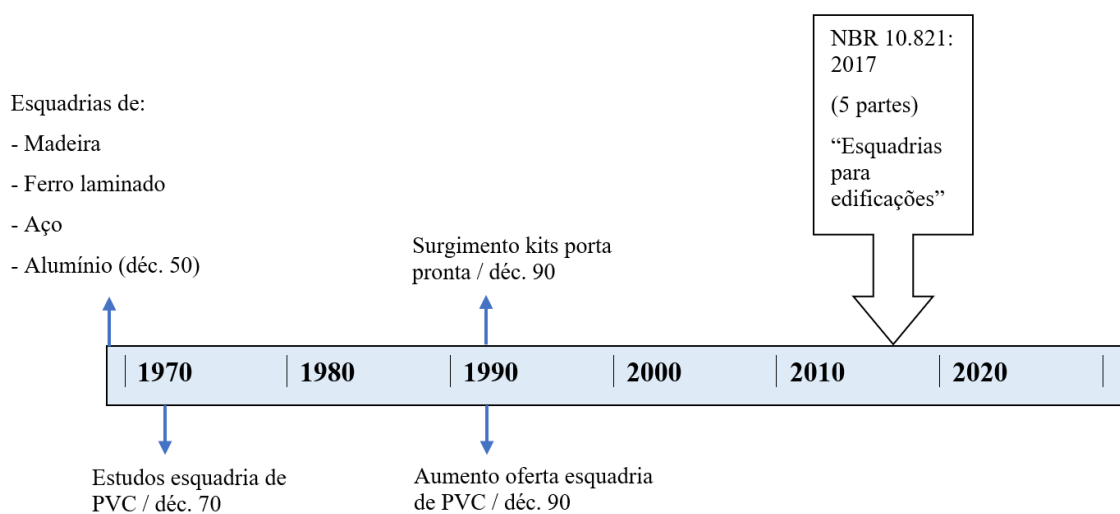 NBR 10.821:
2017
(5 partes)
“Esquadrias
para
edificações”
Esquadrias de:
- Madeira
- Ferro laminado
- Aço
- Alumínio (déc. 50)
Surgimento kits porta
pronta / déc. 90
1970
1980
1990
2000
2010
2020
Estudos esquadria de
PVC / déc. 70
Aumento oferta esquadria
de PVC / déc. 90